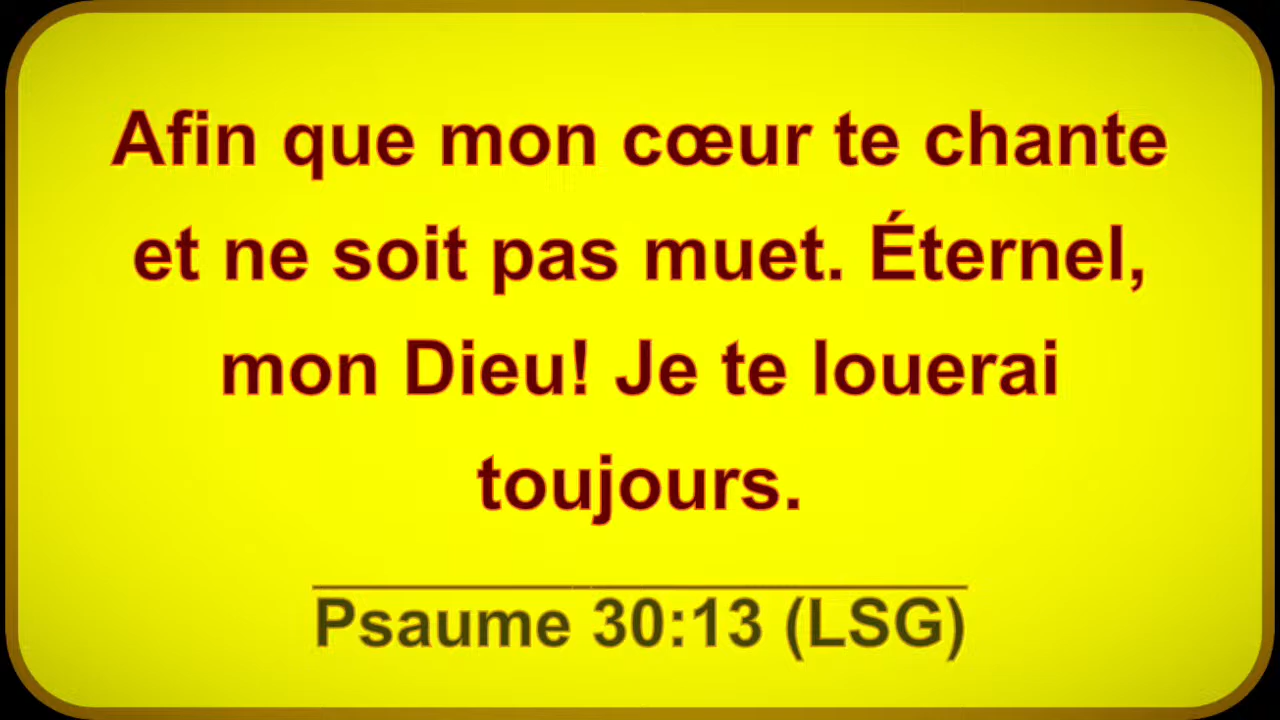 Afin que mon cœur te chante
et ne soit pas muet. Éternel,
mon Dieu! Je te louerai
toujours.
Psaume 30:13 (LSG)